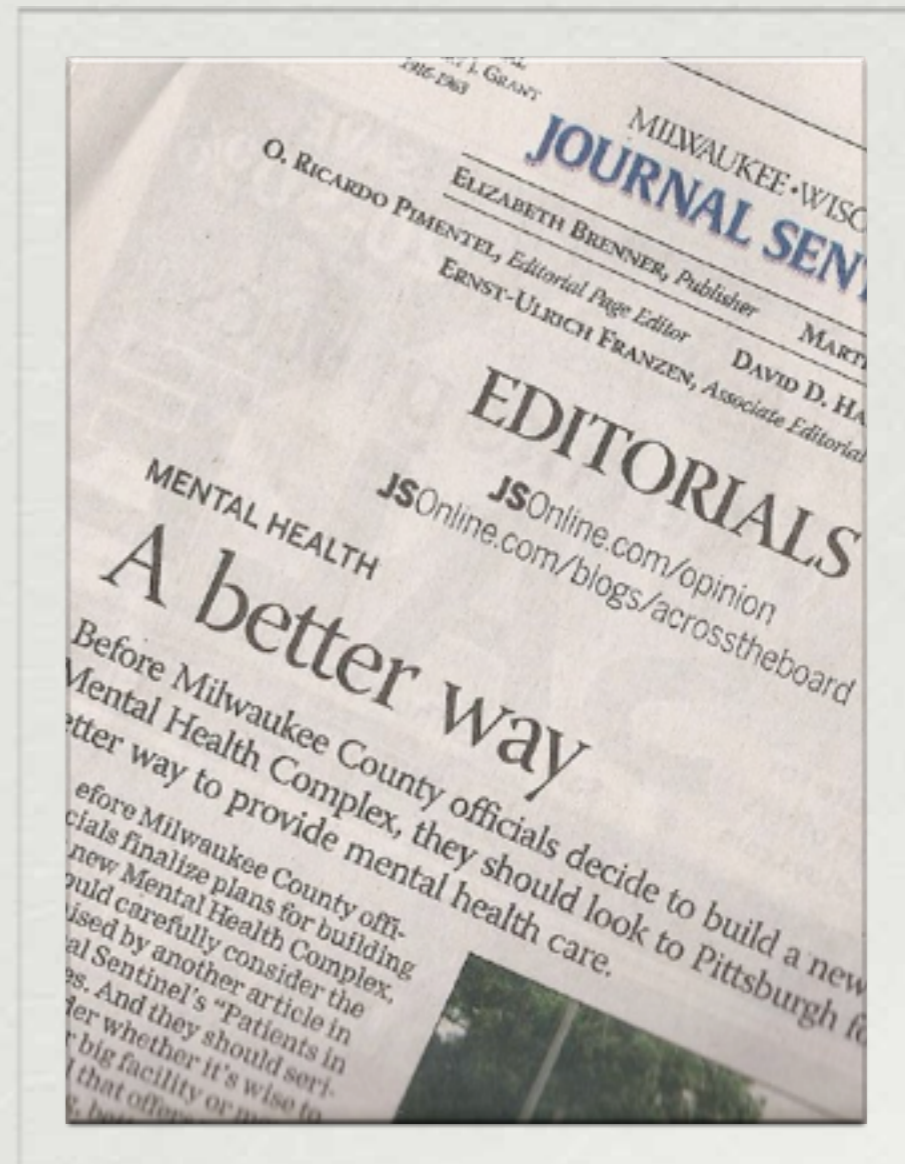 J. GRANT
1916-1963
MILWAUKEE • WISC
JOURNAL SENT
ELIZABETH BRENNER, Publisher MART
O. RICARDO PIMENTEL, Editorial Page Editor DAVID D. HA
ERNST-ULRICH FRANZEN, Associate Editorial
EDITORIALS
JSOnline.com/opinion
JSOnline.com/blogs/acrosstheboard
MENTAL HEALTH
A better way
Before Milwaukee County officials decide to build a new
Mental Health Complex, they should look to Pittsburgh fo
etter way to provide mental health care.
efore Milwaukee County offi-
cials finalize plans for building
new Mental Health Complex,
ould carefully consider the
ised by another article in
al Sentinel's "Patients in
es. And they should seri-
der whether it's wise to
r big facility or
l that offers